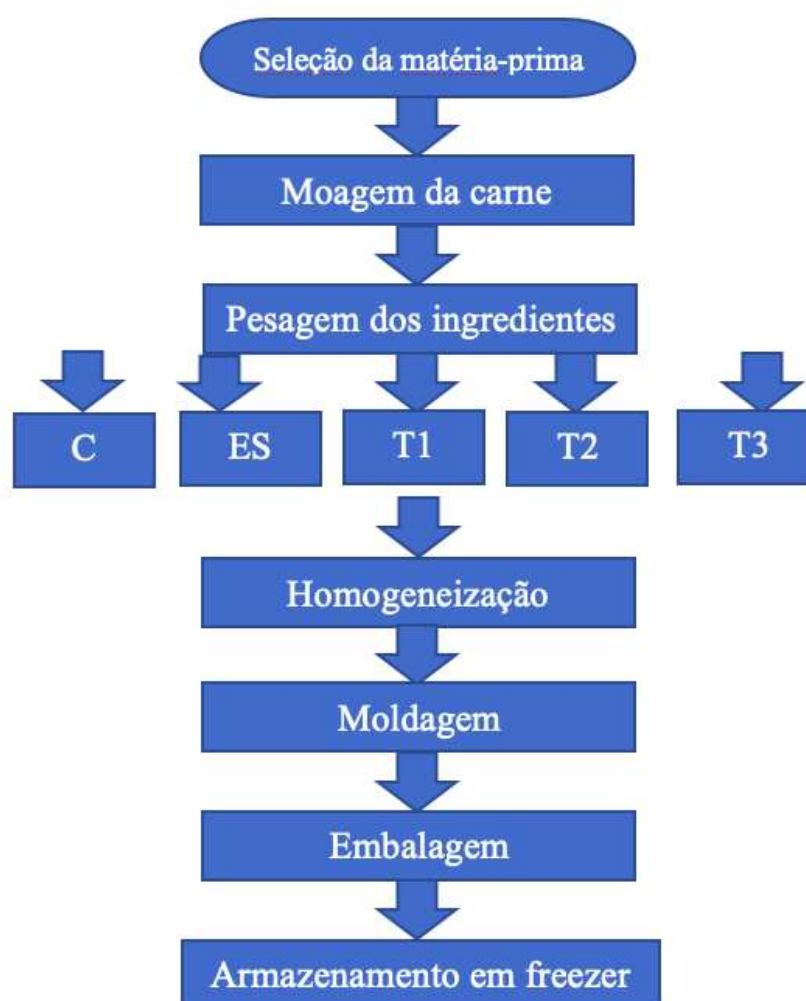 Seleção da matéria-prima
Moagem da carne
Pesagem dos ingredientes
C
ES
T1
T2
T3
Homogeneização
Moldagem
Embalagem
Armazenamento em freezer